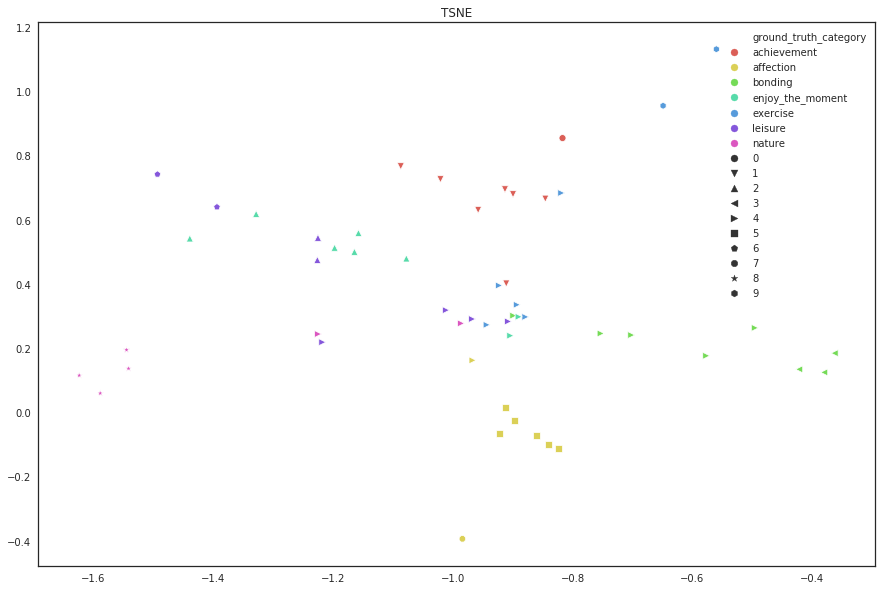 TSNE
1.2
1.0
0.8
0.6
0.4
0.2
0.0
−0.2
−0.4
−1.6
−1.4
−1.2
−1.0
−0.8
−0.6
−0.4
ground_truth_category
achievement
affection
bonding
enjoy_the_moment
exercise
leisure
nature
0
1
2
3
4
5
6
7
8
9